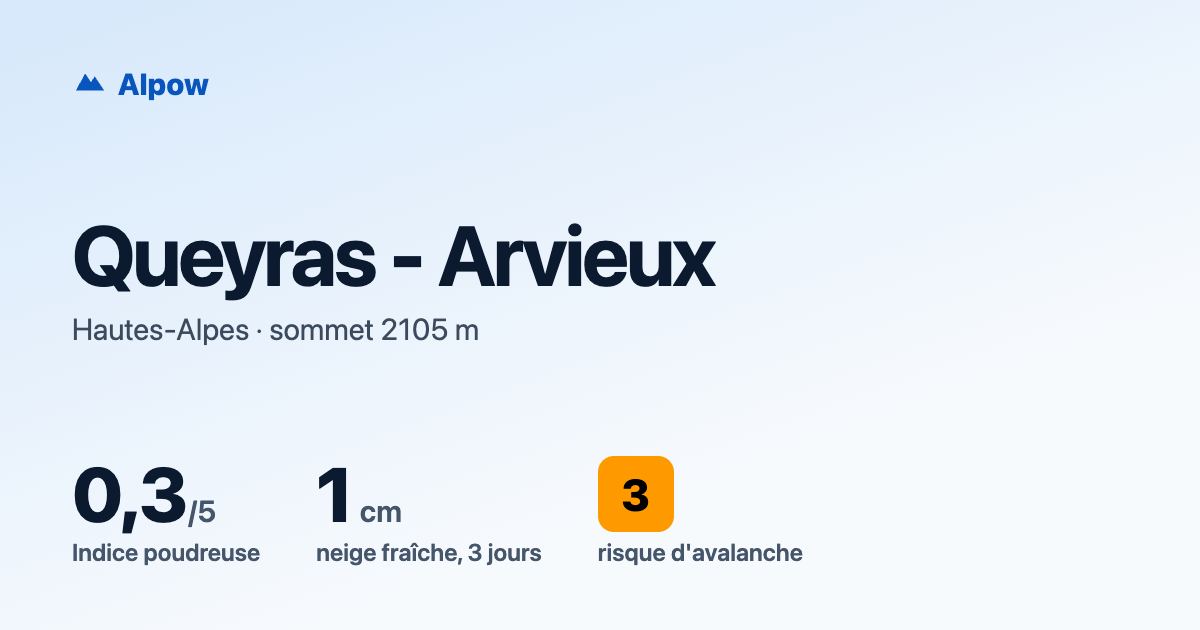 Alpow
Queyras - Arvieux
Hautes-Alpes · sommet 2105 m
0,3/5
Indice poudreuse
1 cm
neige fraîche, 3 jours
3
risque d'avalanche